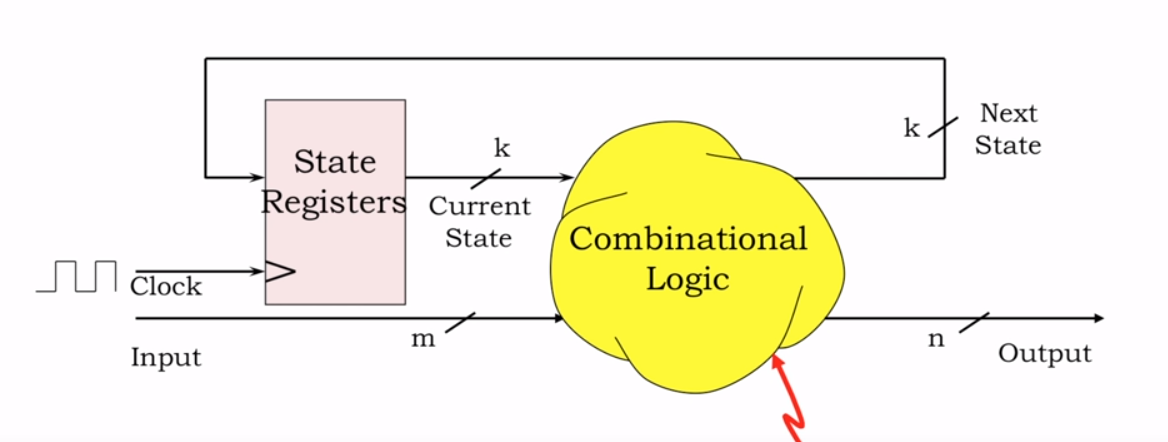 k
Next
State
State
Registers
k
Current
State
Combinational
Logic
Clock
m
n
Input
Output